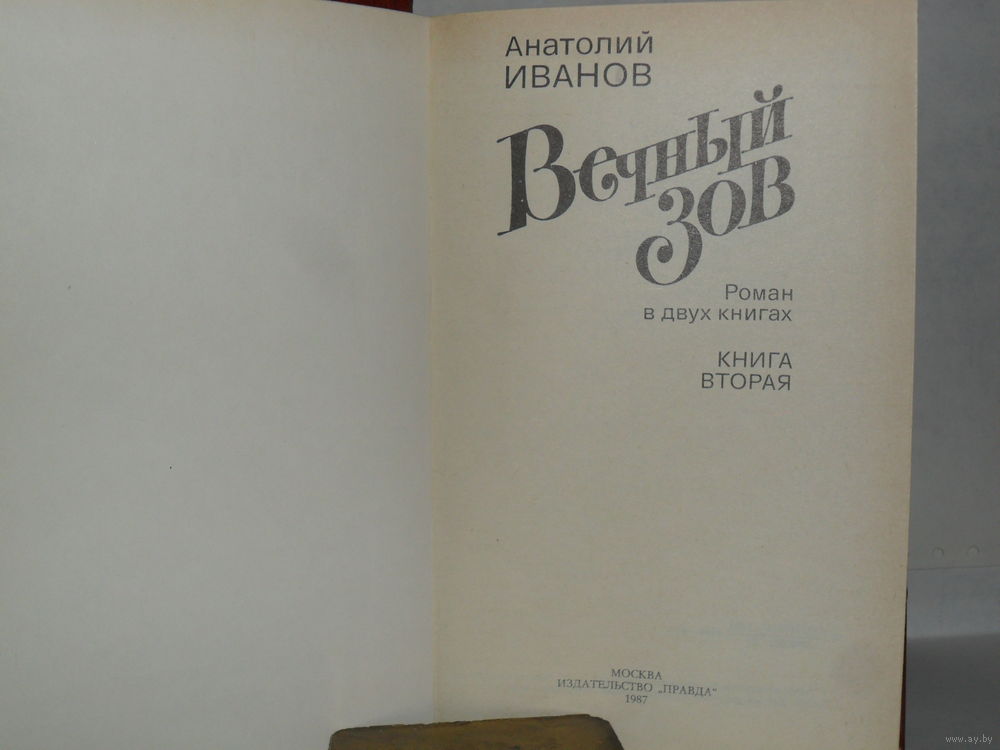 Анатолий
ИВАНОВ
Вечный
Зов
Роман
в двух книгах
КНИГА
ВТОРАЯ
МОСКВА
ИЗДАТЕЛЬСТВО „ПРАВДА“
1987
www.ay.by